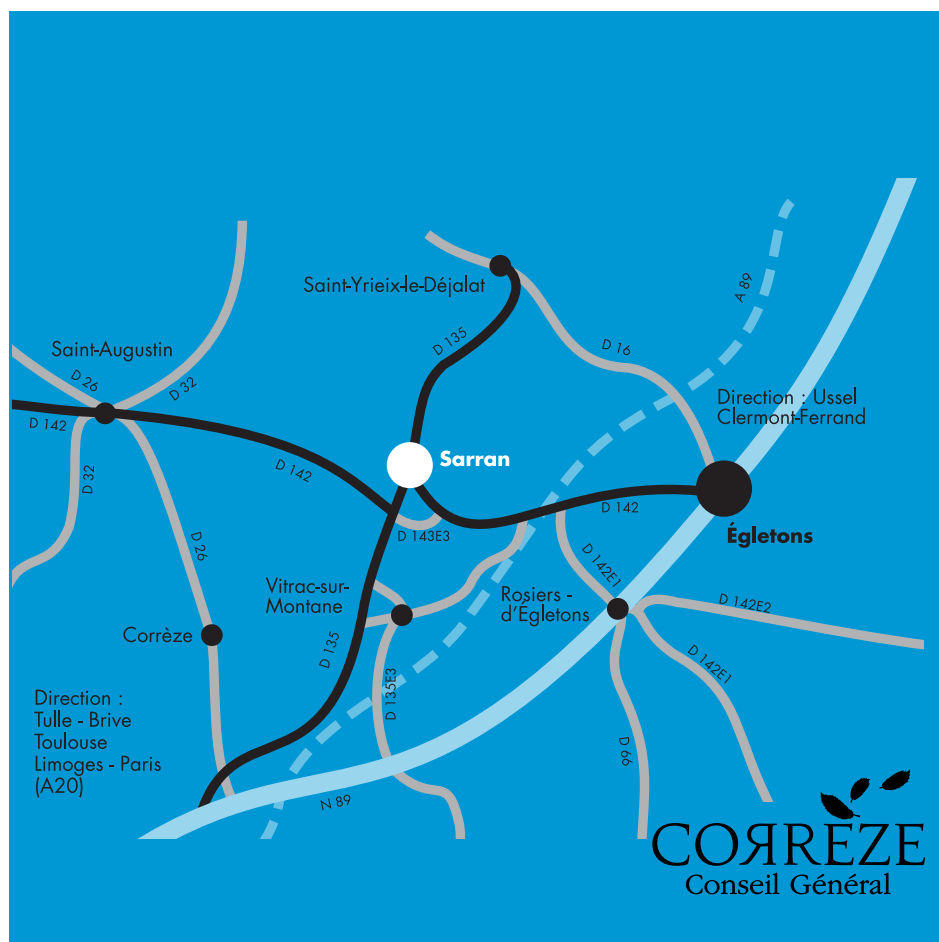 Saint-Yrieix-le-Déjalat
A 89
D 135
D 16
Saint-Augustin
D 26
D 32
Direction : Ussel
Clermont-Ferrand
D 142
D 32
D 142
Sarran
D 142
Égletons
D 143E3
D 26
D 142E1
Vitrac-sur-
Montane
Rosiers -
d'Égletons
D 142E2
Corrèze
D 135
D 135E3
D 142E1
Direction :
Tulle - Brive
Toulouse
Limoges - Paris
(A20)
D 66
N 89
CORRÈZE
Conseil Général